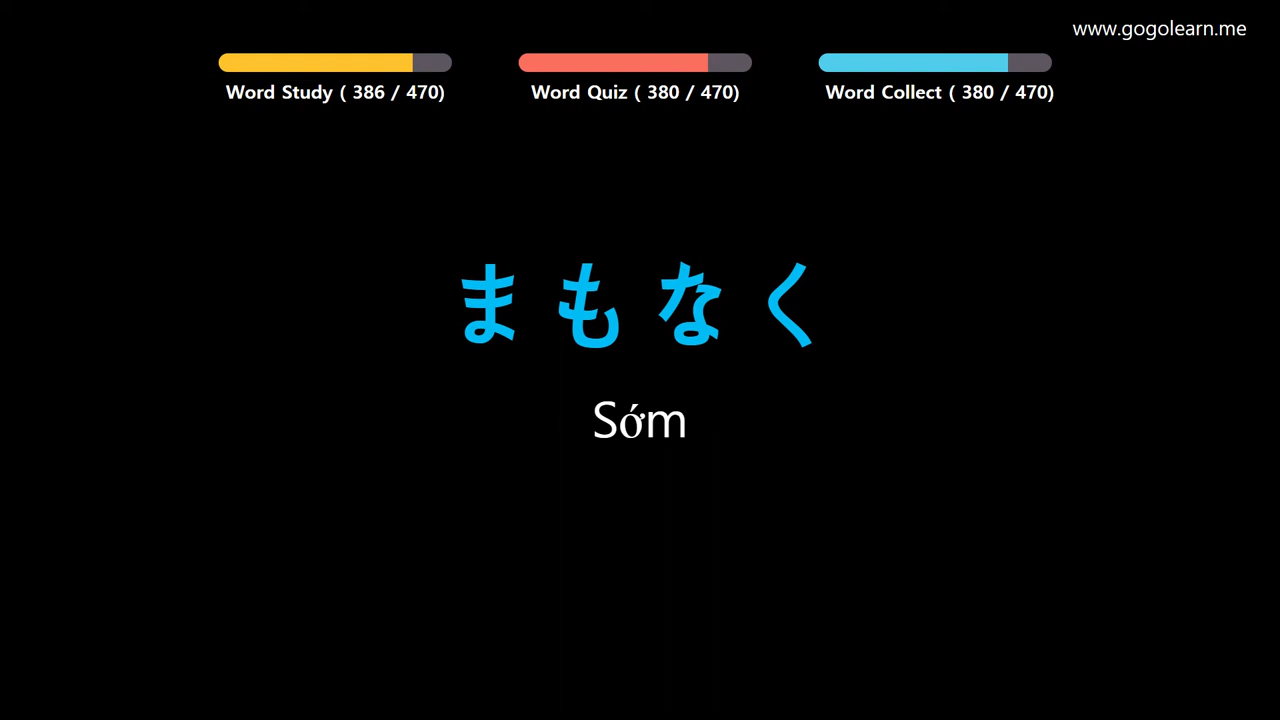 www.gogolearn.me
Word Study ( 386 / 470) Word Quiz ( 380 / 470) Word Collect ( 380 / 470)
まもなく
Sớm